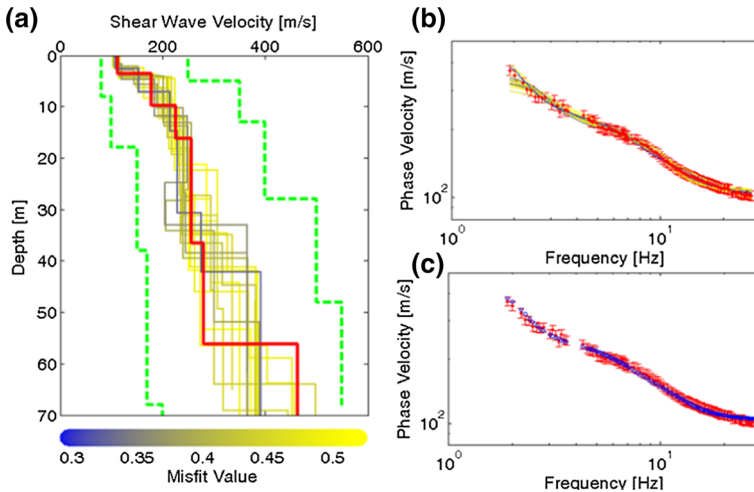 (a)
Shear Wave Velocity [m/s]
0 200 400 600
0
10
20
30
40
50
60
70
Depth [m]
0.3 0.35 0.4 0.45 0.5
Misfit Value
(b)
Phase Velocity [m/s]
10²
10⁰ 10¹
Frequency [Hz]
(c)
Phase Velocity [m/s]
10²
10⁰ 10¹
Frequency [Hz]